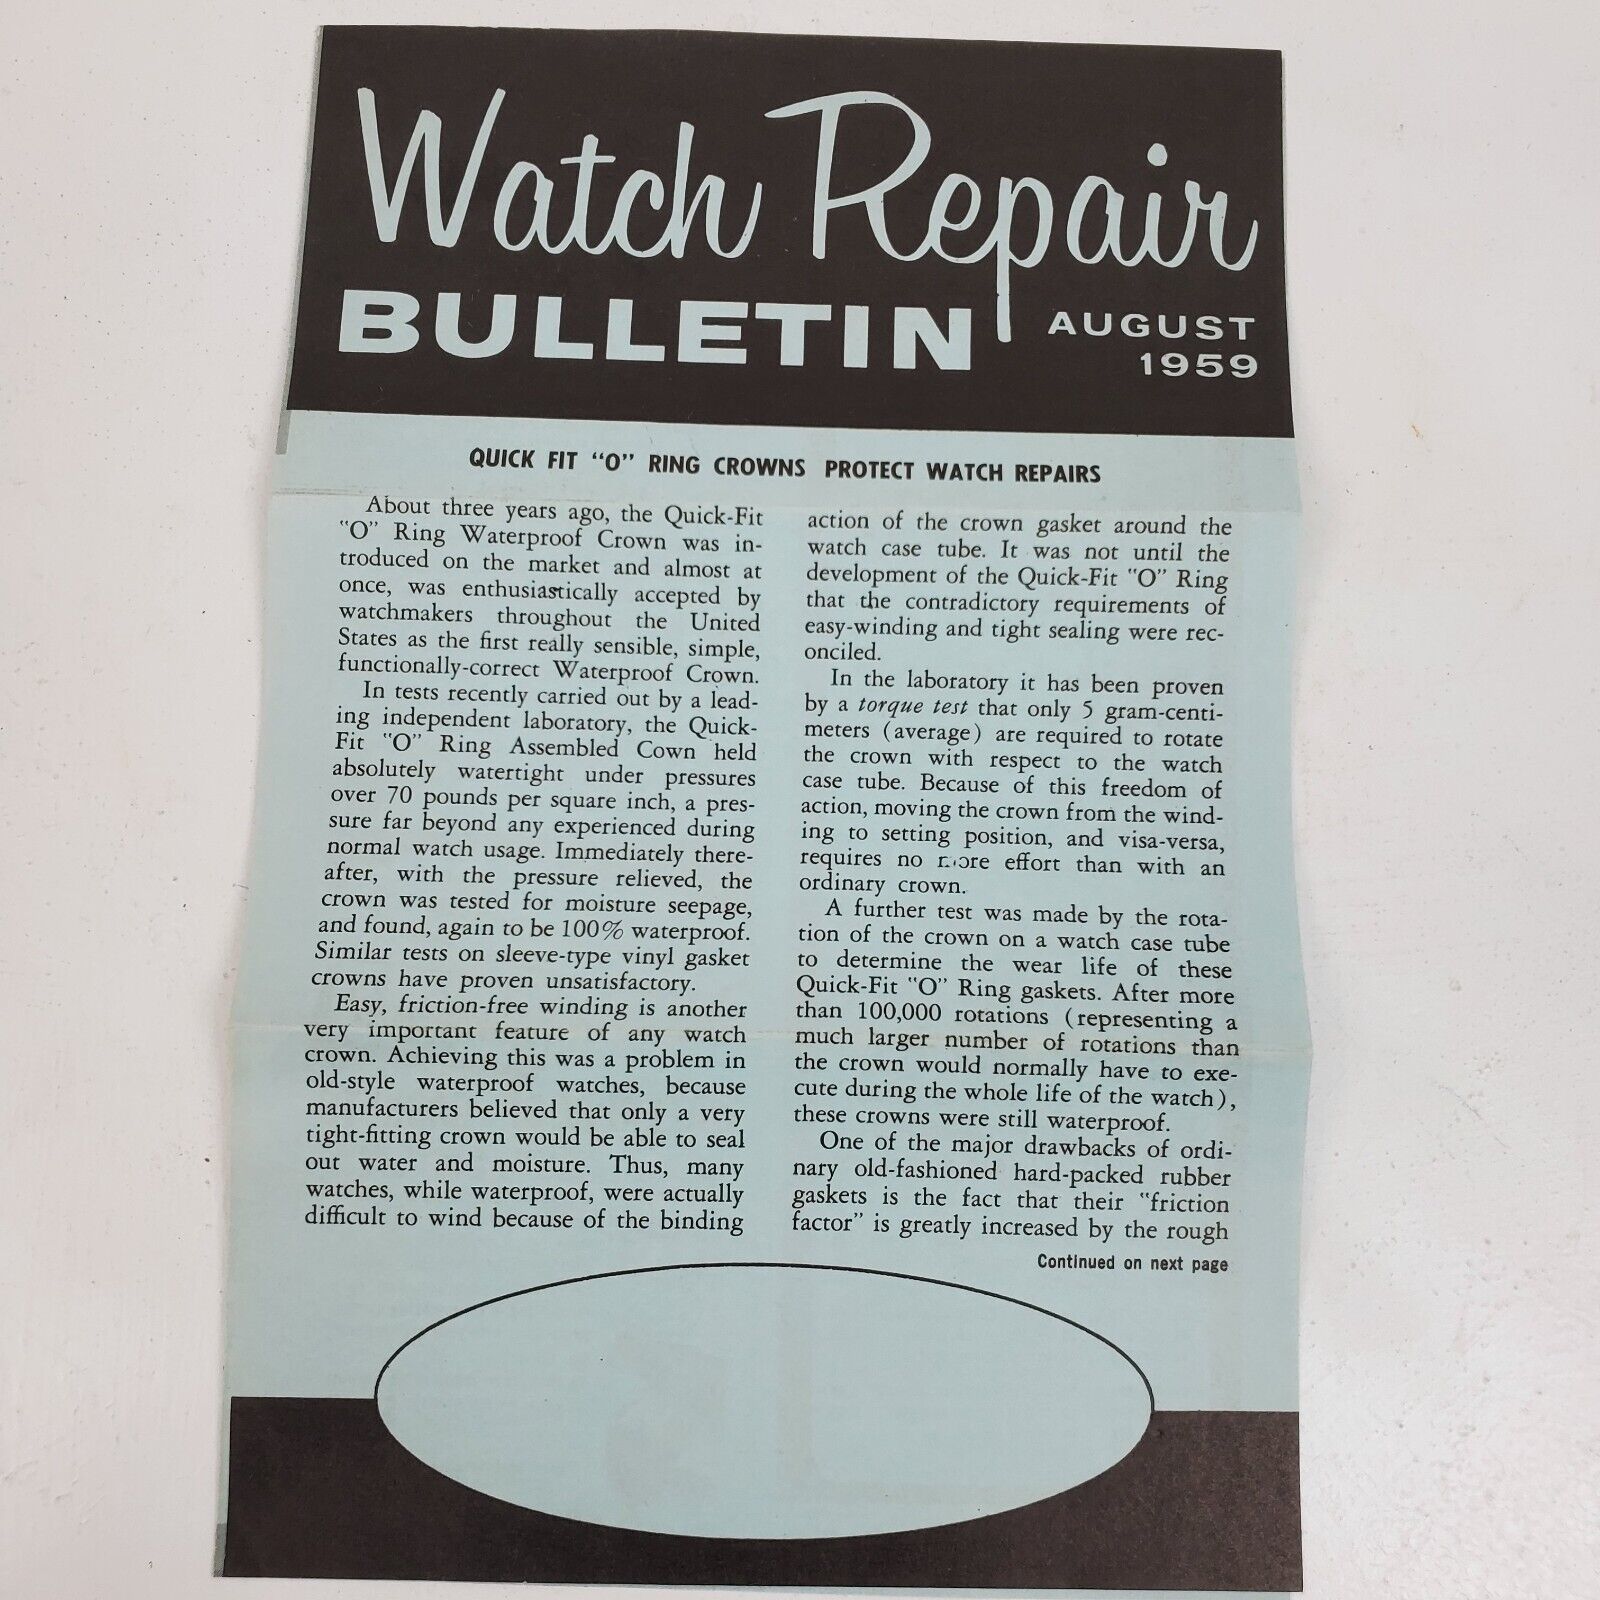 Watch Repair
BULLETIN
AUGUST
1959
QUICK FIT "O" RING CROWNS PROTECT WATCH REPAIRS
About three years ago, the Quick-Fit
"O" Ring Waterproof Crown was in-
troduced on the market and almost at
once, was enthusiastically accepted by
watchmakers throughout the United
States as the first really sensible, simple,
functionally-correct Waterproof Crown.
In tests recently carried out by a lead-
ing independent laboratory, the Quick-
Fit "O" Ring Assembled Cown held
absolutely watertight under pressures
over 70 pounds per square inch, a pres-
sure far beyond any experienced during
normal watch usage. Immediately there-
after, with the pressure relieved, the
crown was tested for moisture seepage,
and found, again to be 100% waterproof.
Similar tests on sleeve-type vinyl gasket
crowns have proven unsatisfactory.
Easy, friction-free winding is another
very important feature of any watch
crown. Achieving this was a problem in
old-style waterproof watches, because
manufacturers believed that only a very
tight-fitting crown would be able to seal
out water and moisture. Thus, many
watches, while waterproof, were actually
difficult to wind because of the binding
action of the crown gasket around the
watch case tube. It was not until the
development of the Quick-Fit "O" Ring
that the contradictory requirements of
easy-winding and tight sealing were rec-
onciled.
In the laboratory it has been proven
by a torque test that only 5 gram-centi-
meters (average) are required to rotate
the crown with respect to the watch
case tube. Because of this freedom of
action, moving the crown from the wind-
ing to setting position, and visa-versa,
requires no more effort than with an
ordinary crown.
A further test was made by the rota-
tion of the crown on a watch case tube
to determine the wear life of these
Quick-Fit "O" Ring gaskets. After more
than 100,000 rotations (representing a
much larger number of rotations than
the crown would normally have to exe-
cute during the whole life of the watch),
these crowns were still waterproof.
One of the major drawbacks of ordi-
nary old-fashioned hard-packed rubber
gaskets is the fact that their "friction
factor" is greatly increased by the rough
Continued on next page